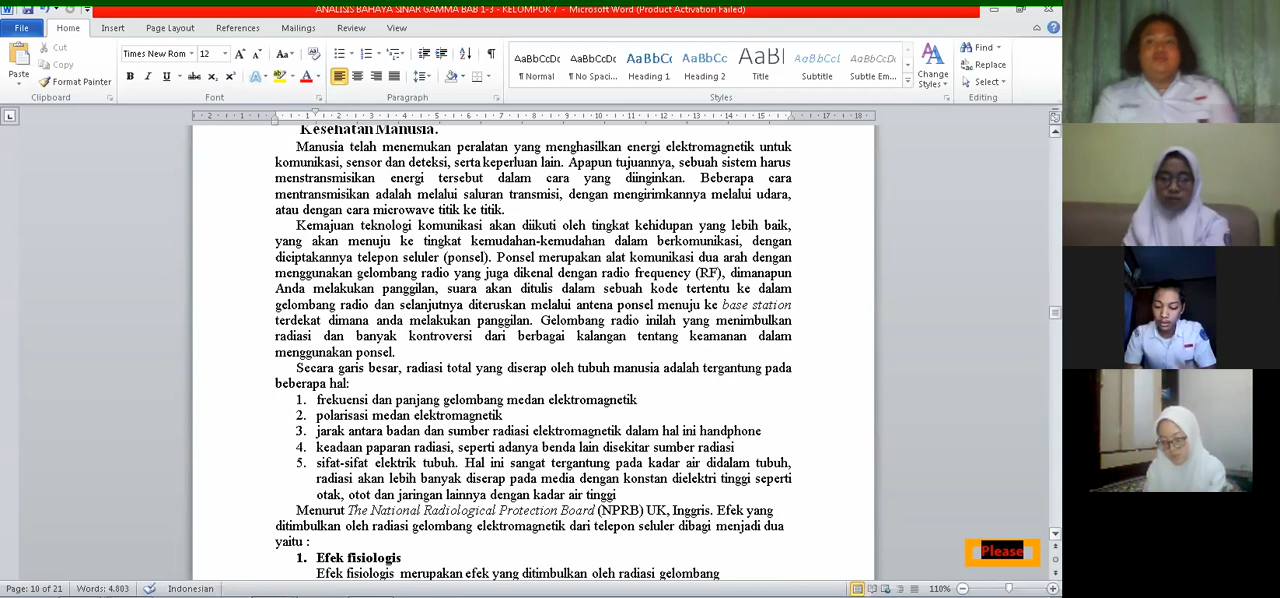 ANALISIS BAHAYA SINAR GAMMA BAB 1-3 - KELOMPOK 7 - Microsoft Word (Product Activation Failed)
File Home Insert Page Layout References Mailings Review View
Paste
Cut
Copy
Format Painter
Clipboard
Times New Rom 12
Font
Paragraph
AaBbCcDc AaBbCcDc AaBbC AaBbCc AaBl AaBbCcL AaBbCcDc
¶ Normal ¶ No Spaci... Heading 1 Heading 2 Title Subtitle Subtle Em...
Styles
Change
Styles
Find
Replace
Select
Editing
Kesehatan Manusia.
Manusia telah menemukan peralatan yang menghasilkan energi elektromagnetik untuk
komunikasi, sensor dan deteksi, serta keperluan lain. Apapun tujuannya, sebuah sistem harus
menstransmisikan energi tersebut dalam cara yang diinginkan. Beberapa cara
mentransmisikan adalah melalui saluran transmisi, dengan mengirimkannya melalui udara,
atau dengan cara microwave titik ke titik.
Kemajuan teknologi komunikasi akan diikuti oleh tingkat kehidupan yang lebih baik,
yang akan menuju ke tingkat kemudahan-kemudahan dalam berkomunikasi, dengan
diciptakannya telepon seluler (ponsel). Ponsel merupakan alat komunikasi dua arah dengan
menggunakan gelombang radio yang juga dikenal dengan radio frequency (RF), dimanapun
Anda melakukan panggilan, suara akan ditulis dalam sebuah kode tertentu ke dalam
gelombang radio dan selanjutnya diteruskan melalui antena ponsel menuju ke base station
terdekat dimana anda melakukan panggilan. Gelombang radio inilah yang menimbulkan
radiasi dan banyak kontroversi dari berbagai kalangan tentang keamanan dalam
menggunakan ponsel.
Secara garis besar, radiasi total yang diserap oleh tubuh manusia adalah tergantung pada
beberapa hal:
1. frekuensi dan panjang gelombang medan elektromagnetik
2. polarisasi medan elektromagnetik
3. jarak antara badan dan sumber radiasi elektromagnetik dalam hal ini handphone
4. keadaan paparan radiasi, seperti adanya benda lain disekitar sumber radiasi
5. sifat-sifat elektrik tubuh. Hal ini sangat tergantung pada kadar air didalam tubuh,
radiasi akan lebih banyak diserap pada media dengan konstan dielektri tinggi seperti
otak, otot dan jaringan lainnya dengan kadar air tinggi
Menurut The National Radiological Protection Board (NPRB) UK, Inggris. Efek yang
ditimbulkan oleh radiasi gelombang elektromagnetik dari telepon seluler dibagi menjadi dua
yaitu :
1. Efek fisiologis
Efek fisiologis merupakan efek yang ditimbulkan oleh radiasi gelombang
Please
Page: 10 of 21 Words: 4.803 Indonesian 110%